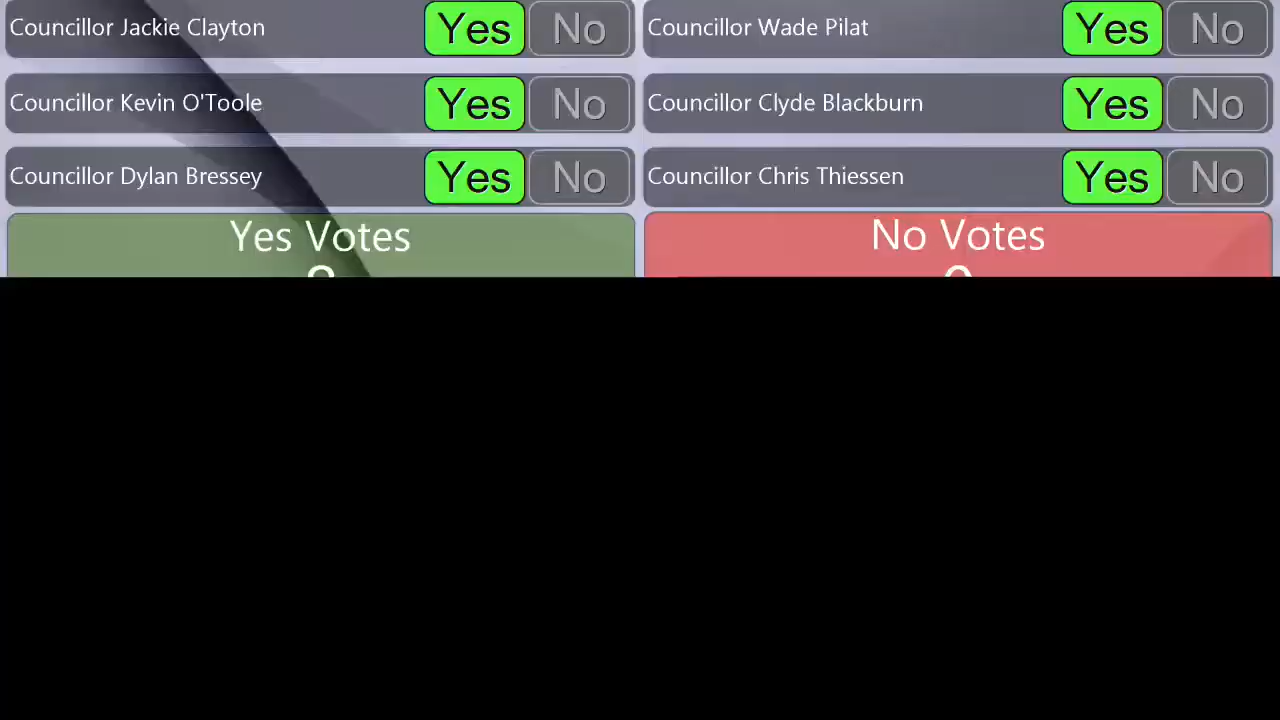 Councillor Jackie Clayton Yes No Councillor Wade Pilat Yes No
Councillor Kevin O'Toole Yes No Councillor Clyde Blackburn Yes No
Councillor Dylan Bressey Yes No Councillor Chris Thiessen Yes No
Yes Votes No Votes